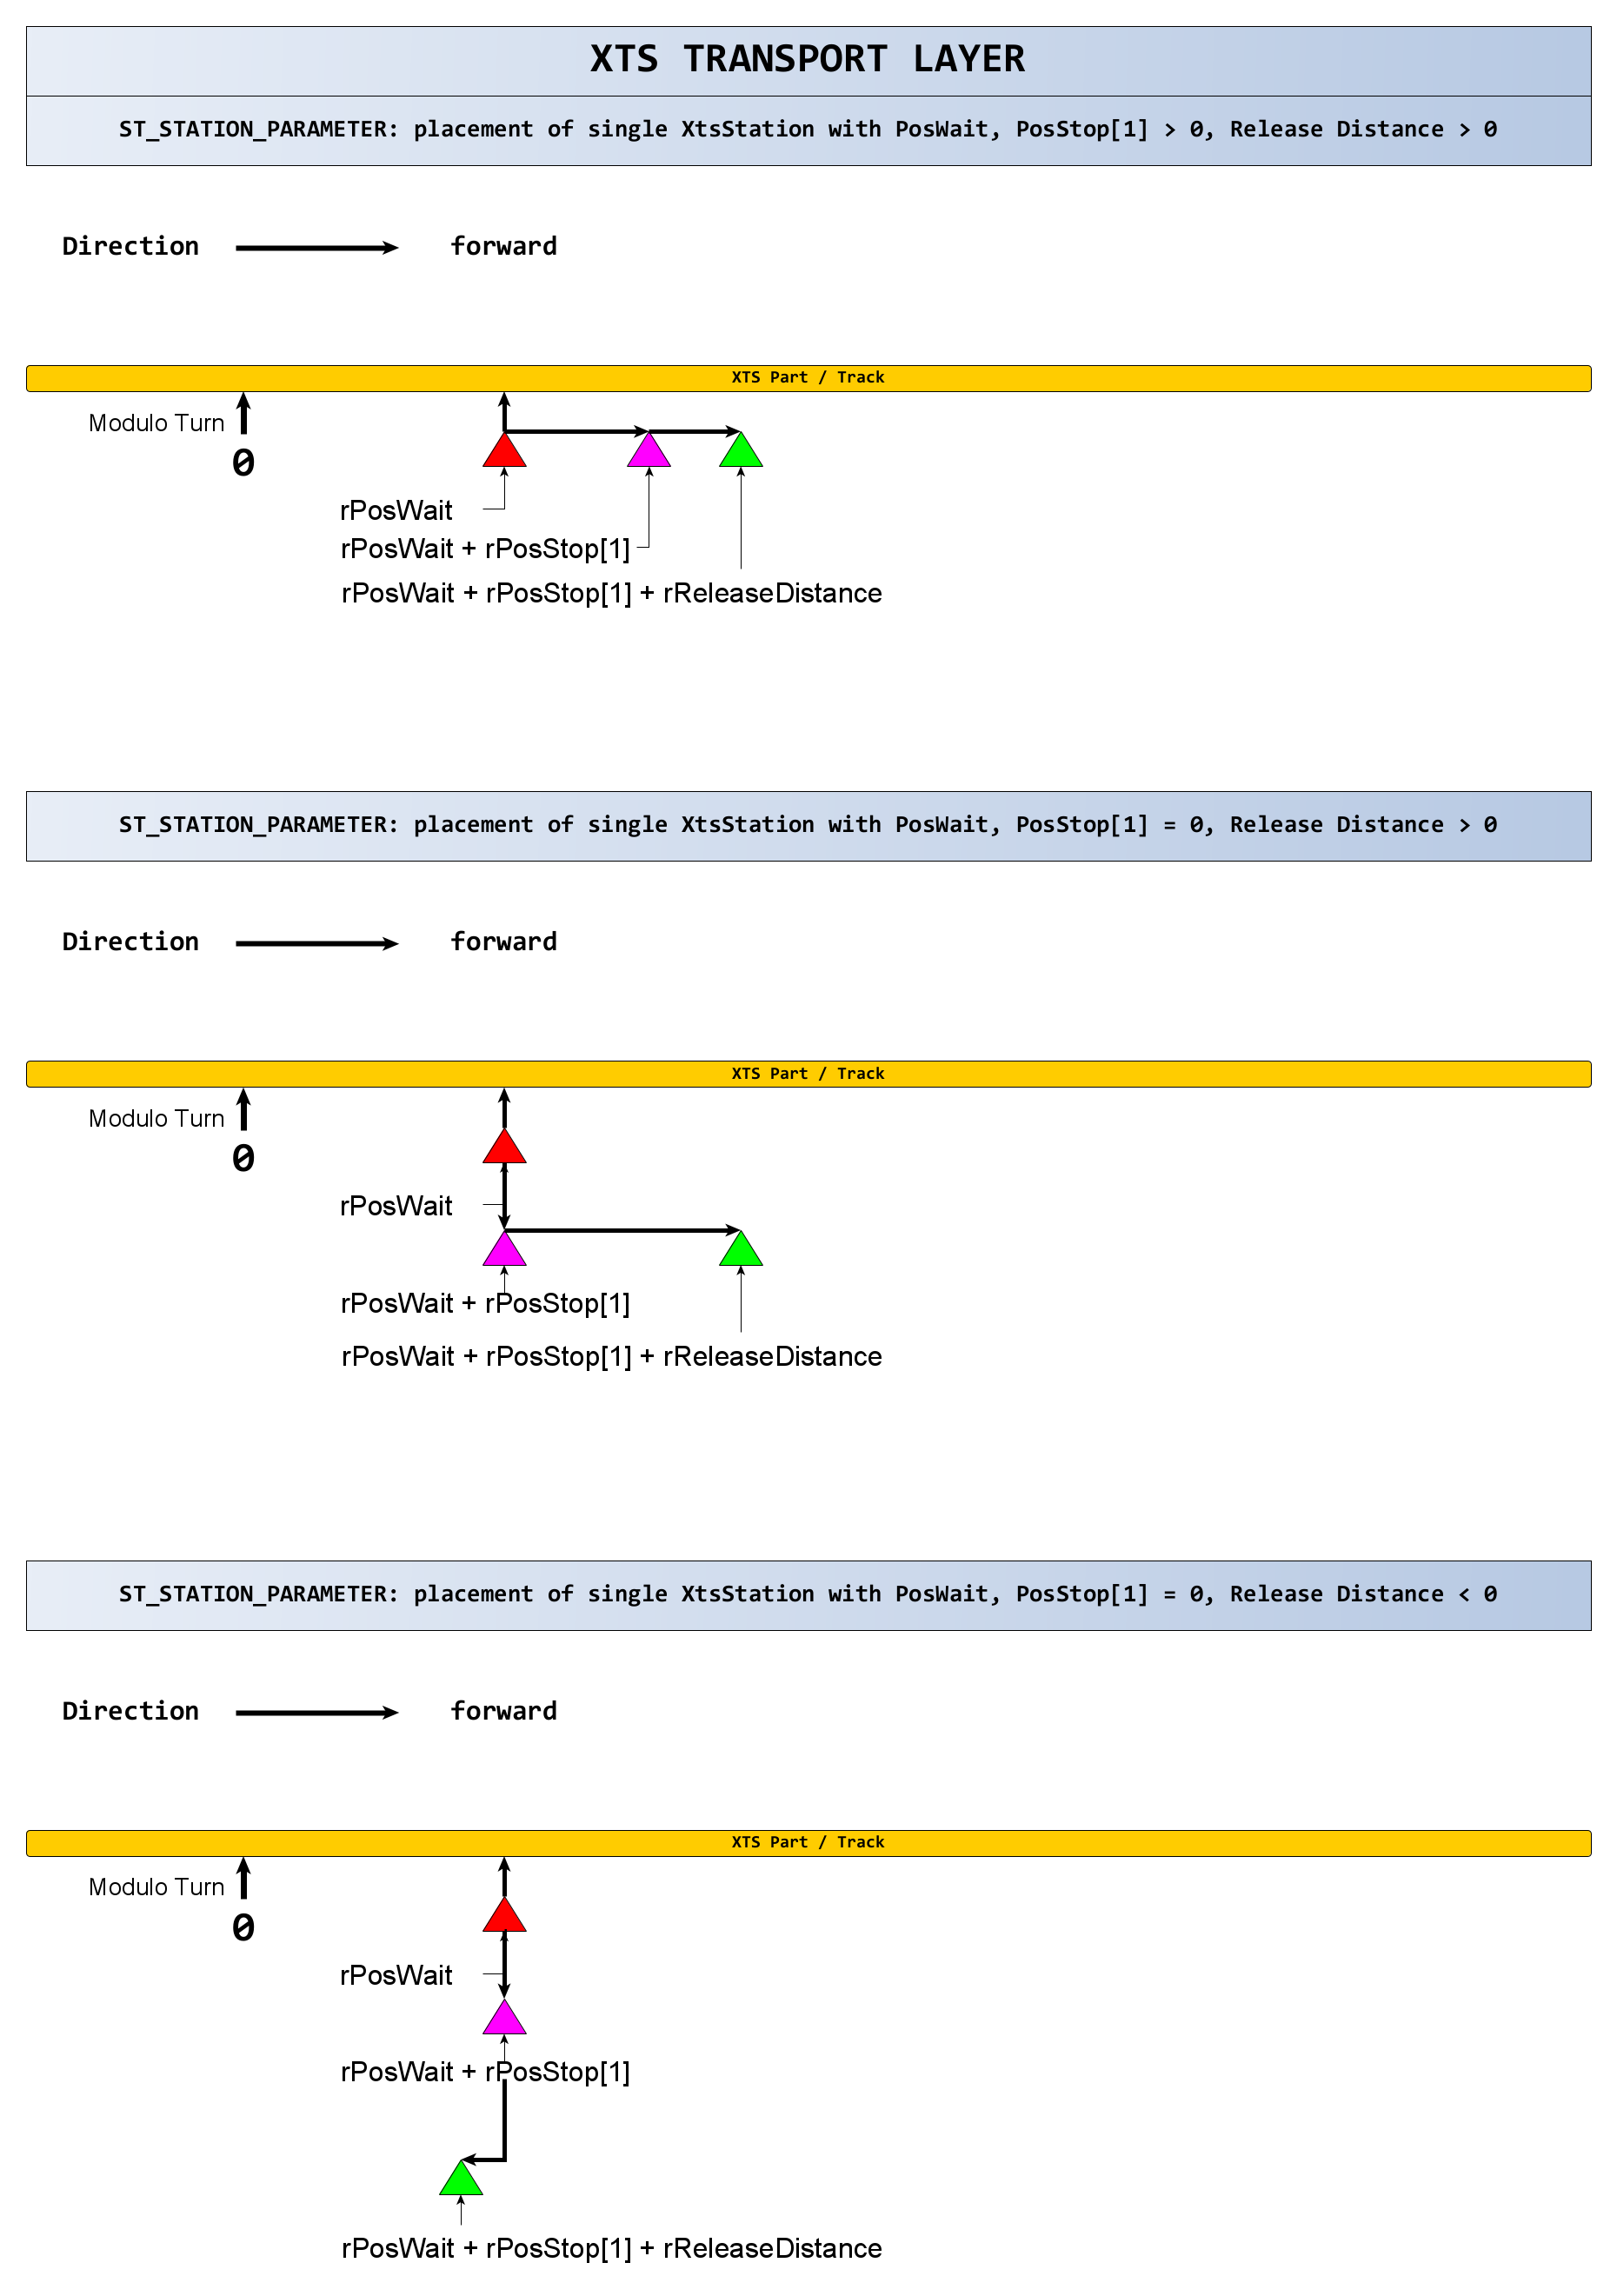 XTS TRANSPORT LAYER
ST_STATION_PARAMETER: placement of single XtsStation with PosWait, PosStop[1] > 0, Release Distance > 0
Direction forward
XTS Part / Track
Modulo Turn
0
rPosWait
rPosWait + rPosStop[1]
rPosWait + rPosStop[1] + rReleaseDistance
ST_STATION_PARAMETER: placement of single XtsStation with PosWait, PosStop[1] = 0, Release Distance > 0
Direction forward
XTS Part / Track
Modulo Turn
0
rPosWait
rPosWait + rPosStop[1]
rPosWait + rPosStop[1] + rReleaseDistance
ST_STATION_PARAMETER: placement of single XtsStation with PosWait, PosStop[1] = 0, Release Distance < 0
Direction forward
XTS Part / Track
Modulo Turn
0
rPosWait
rPosWait + rPosStop[1]
rPosWait + rPosStop[1] + rReleaseDistance